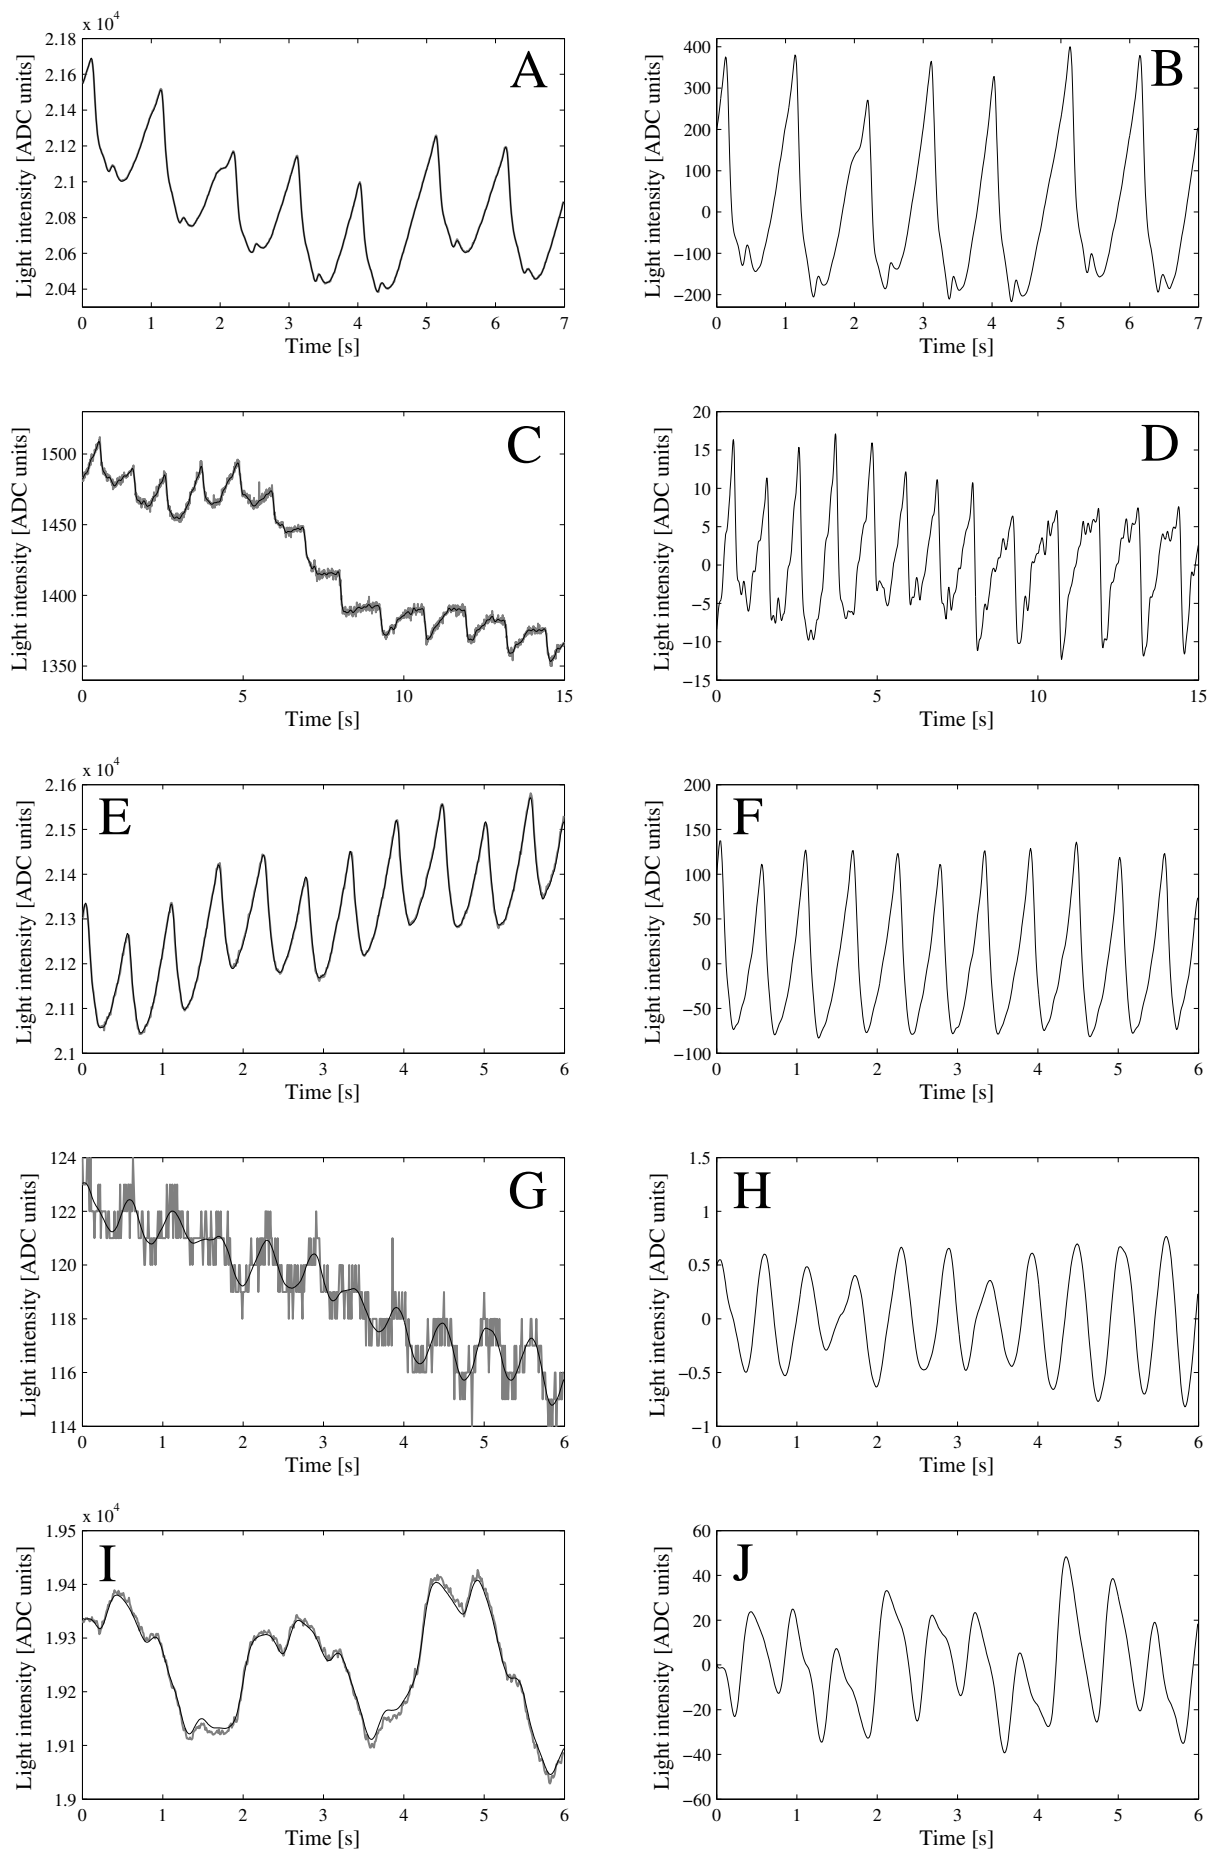 x 10⁴
2.18
2.16
2.14
2.12
2.1
2.08
2.06
2.04
Light intensity [ADC units]
A
0 1 2 3 4 5 6 7
Time [s]
400
300
200
100
0
−100
−200
Light intensity [ADC units]
B
0 1 2 3 4 5 6 7
Time [s]
1500
1450
1400
1350
Light intensity [ADC units]
C
0 5 10 15
Time [s]
20
15
10
5
0
−5
−10
−15
Light intensity [ADC units]
D
0 5 10 15
Time [s]
x 10⁴
2.16
2.15
2.14
2.13
2.12
2.11
2.1
Light intensity [ADC units]
E
0 1 2 3 4 5 6
Time [s]
200
150
100
50
0
−50
−100
Light intensity [ADC units]
F
0 1 2 3 4 5 6
Time [s]
124
122
120
118
116
114
Light intensity [ADC units]
G
0 1 2 3 4 5 6
Time [s]
1.5
1
0.5
0
−0.5
−1
Light intensity [ADC units]
H
0 1 2 3 4 5 6
Time [s]
x 10⁴
1.95
1.94
1.93
1.92
1.91
1.9
Light intensity [ADC units]
I
0 1 2 3 4 5 6
Time [s]
60
40
20
0
−20
−40
−60
Light intensity [ADC units]
J
0 1 2 3 4 5 6
Time [s]